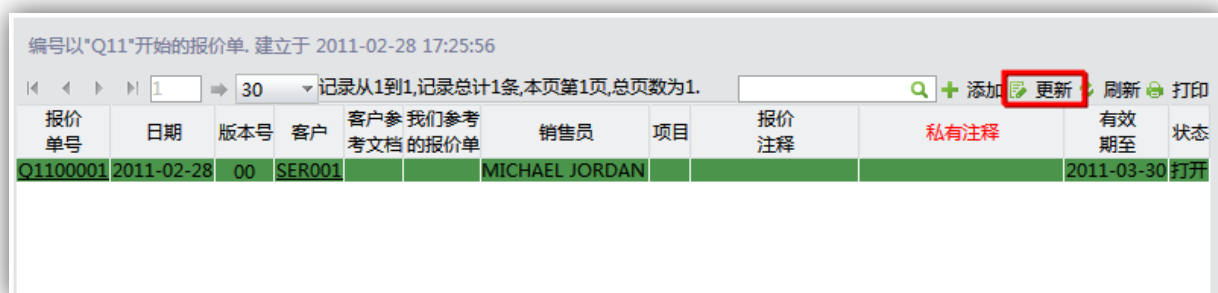 编号以"Q11"开始的报价单. 建立于 2011-02-28 17:25:56
1 30 记录从1到1,记录总计1条,本页第1页,总页数为1. 添加 更新 刷新 打印
报价单号 日期 版本号 客户 客户参考文档 我们参考的报价单 销售员 项目 报价注释 私有注释 有效期至 状态
Q1100001 2011-02-28 00 SER001 MICHAEL JORDAN 2011-03-30 打开